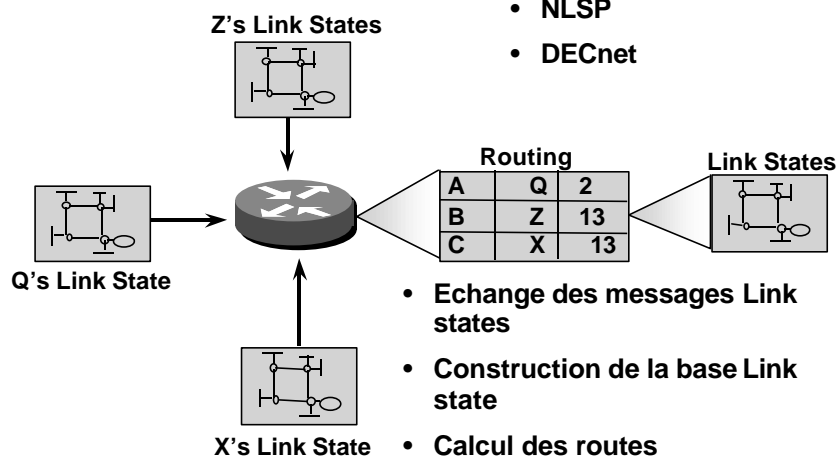 • NLSP
Z's Link States
• DECnet
Routing
Link States
A Q 2
B Z 13
C X 13
Q's Link State
• Echange des messages Link
states
• Construction de la base Link
state
X's Link State
• Calcul des routes